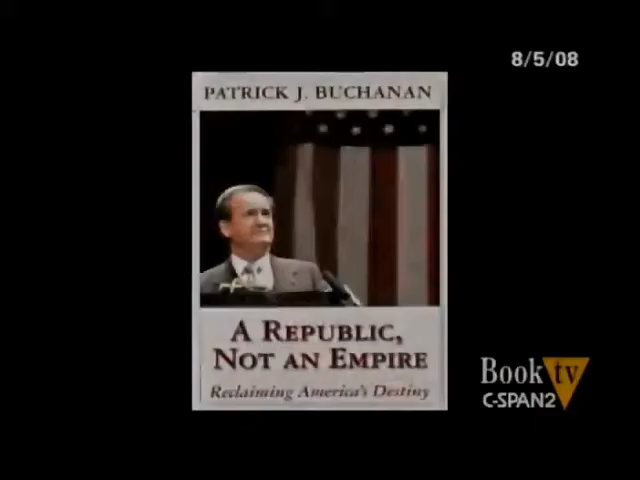 8/5/08
PATRICK J. BUCHANAN
A REPUBLIC,
NOT AN EMPIRE
Reclaiming America's Destiny
Book tv
C-SPAN2